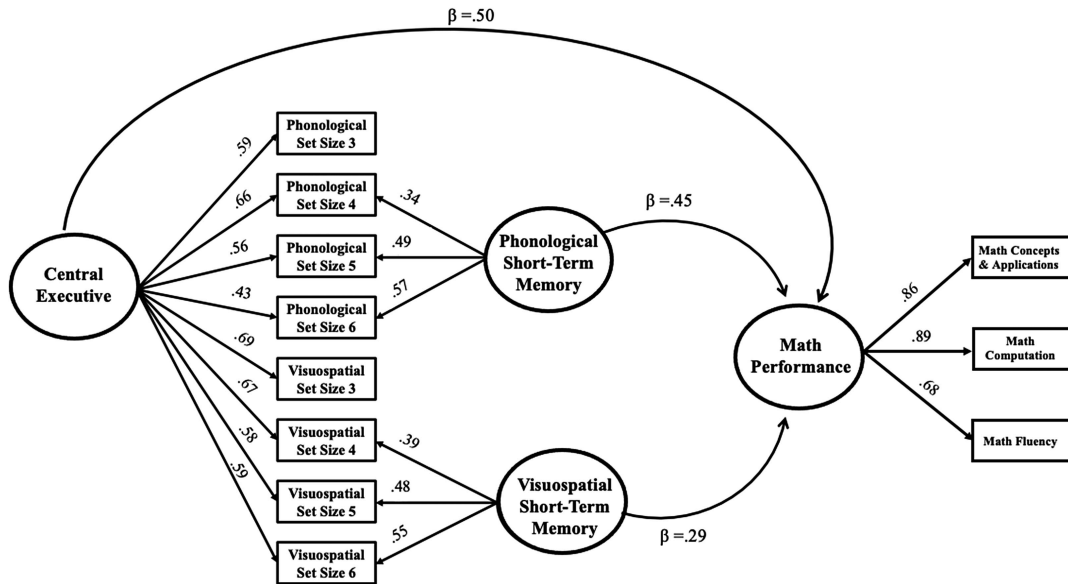 β =.50
Phonological
Set Size 3
.59
Phonological
Set Size 4
.66
.34
Phonological
Set Size 5
.56
.49
Phonological
Set Size 6
.43
.57
Visuospatial
Set Size 3
.69
Visuospatial
Set Size 4
.67
.39
Visuospatial
Set Size 5
.58
.48
Visuospatial
Set Size 6
.59
.55
Central
Executive
Phonological
Short-Term
Memory
β =.45
Visuospatial
Short-Term
Memory
β =.29
Math
Performance
.86
.89
.68
Math Concepts
& Applications
Math
Computation
Math Fluency